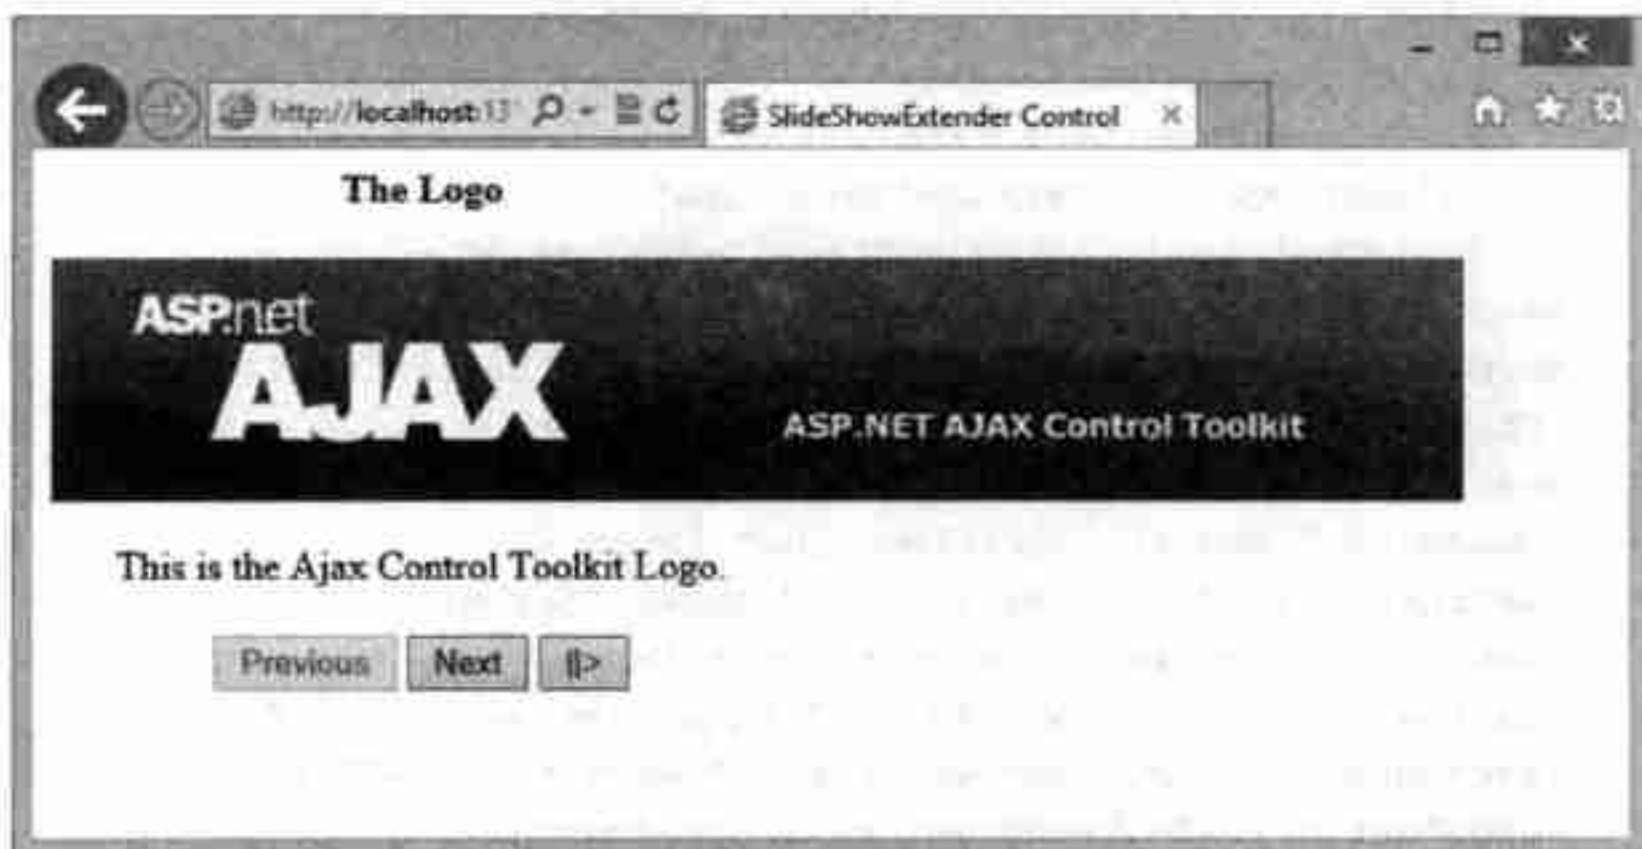 http://localhost:13
SlideShowExtender Control
The Logo
ASP.net
AJAX
ASP.NET AJAX Control Toolkit
This is the Ajax Control Toolkit Logo.
Previous Next ||>